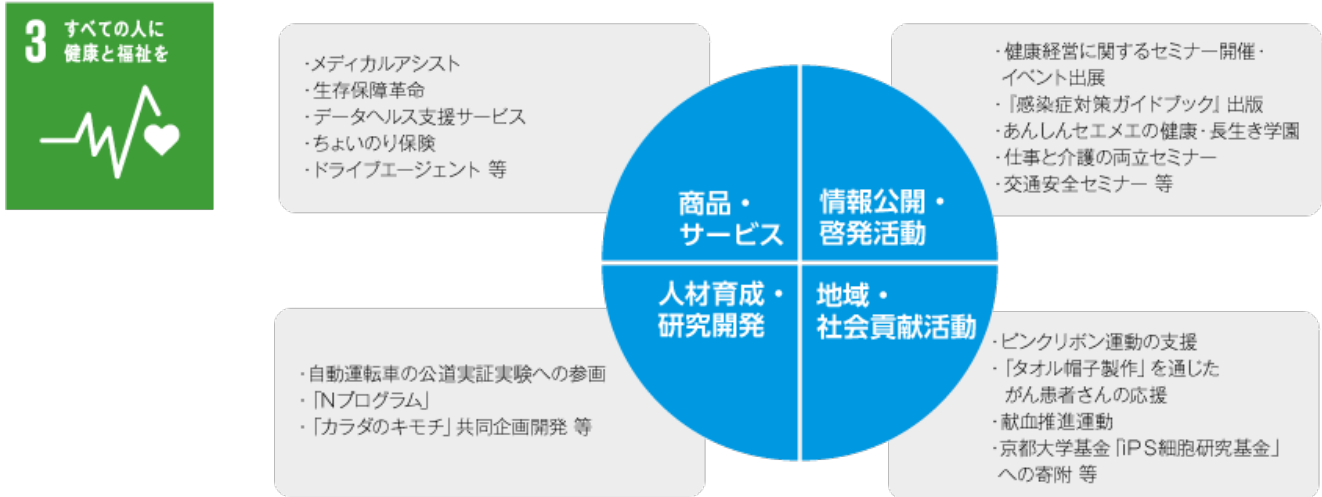 3 すべての人に
健康と福祉を
・メディカルアシスト
・生存保障革命
・データヘルス支援サービス
・ちょいのり保険
・ドライブエージェント 等
・健康経営に関するセミナー開催・
イベント出展
・『感染症対策ガイドブック』出版
・あんしんセエメエの健康・長生き学園
・仕事と介護の両立セミナー
・交通安全セミナー 等
商品・
サービス
情報公開・
啓発活動
人材育成・
研究開発
地域・
社会貢献活動
・自動運転車の公道実証実験への参画
・「Nプログラム」
・「カラダのキモチ」共同企画開発 等
・ピンクリボン運動の支援
・「タオル帽子製作」を通じた
がん患者さんの応援
・献血推進運動
・京都大学基金「iPS細胞研究基金」
への寄附 等